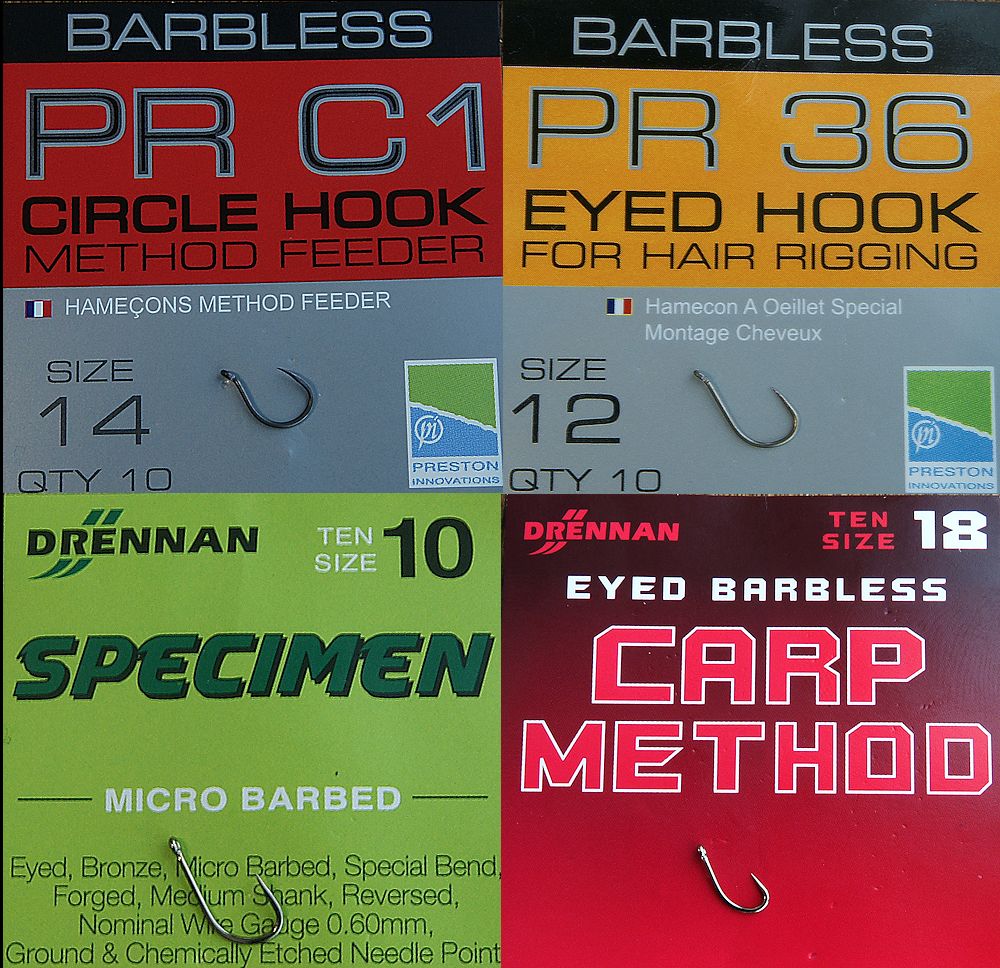 BARBLESS
PR C1
CIRCLE HOOK
METHOD FEEDER
HAMEÇONS METHOD FEEDER
SIZE
14
QTY 10
PRESTON
INNOVATIONS
BARBLESS
PR 36
EYED HOOK
FOR HAIR RIGGING
Hamecon A Oeillet Special
Montage Cheveux
SIZE
12
QTY 10
PRESTON
INNOVATIONS
DRENNAN
TEN
SIZE 10
SPECIMEN
MICRO BARBED
Eyed, Bronze, Micro Barbed, Special Bend,
Forged, Medium Shank, Reversed,
Nominal Wire Gauge 0.60mm,
Ground & Chemically Etched Needle Point
DRENNAN
TEN
SIZE 18
EYED BARBLESS
CARP
METHOD